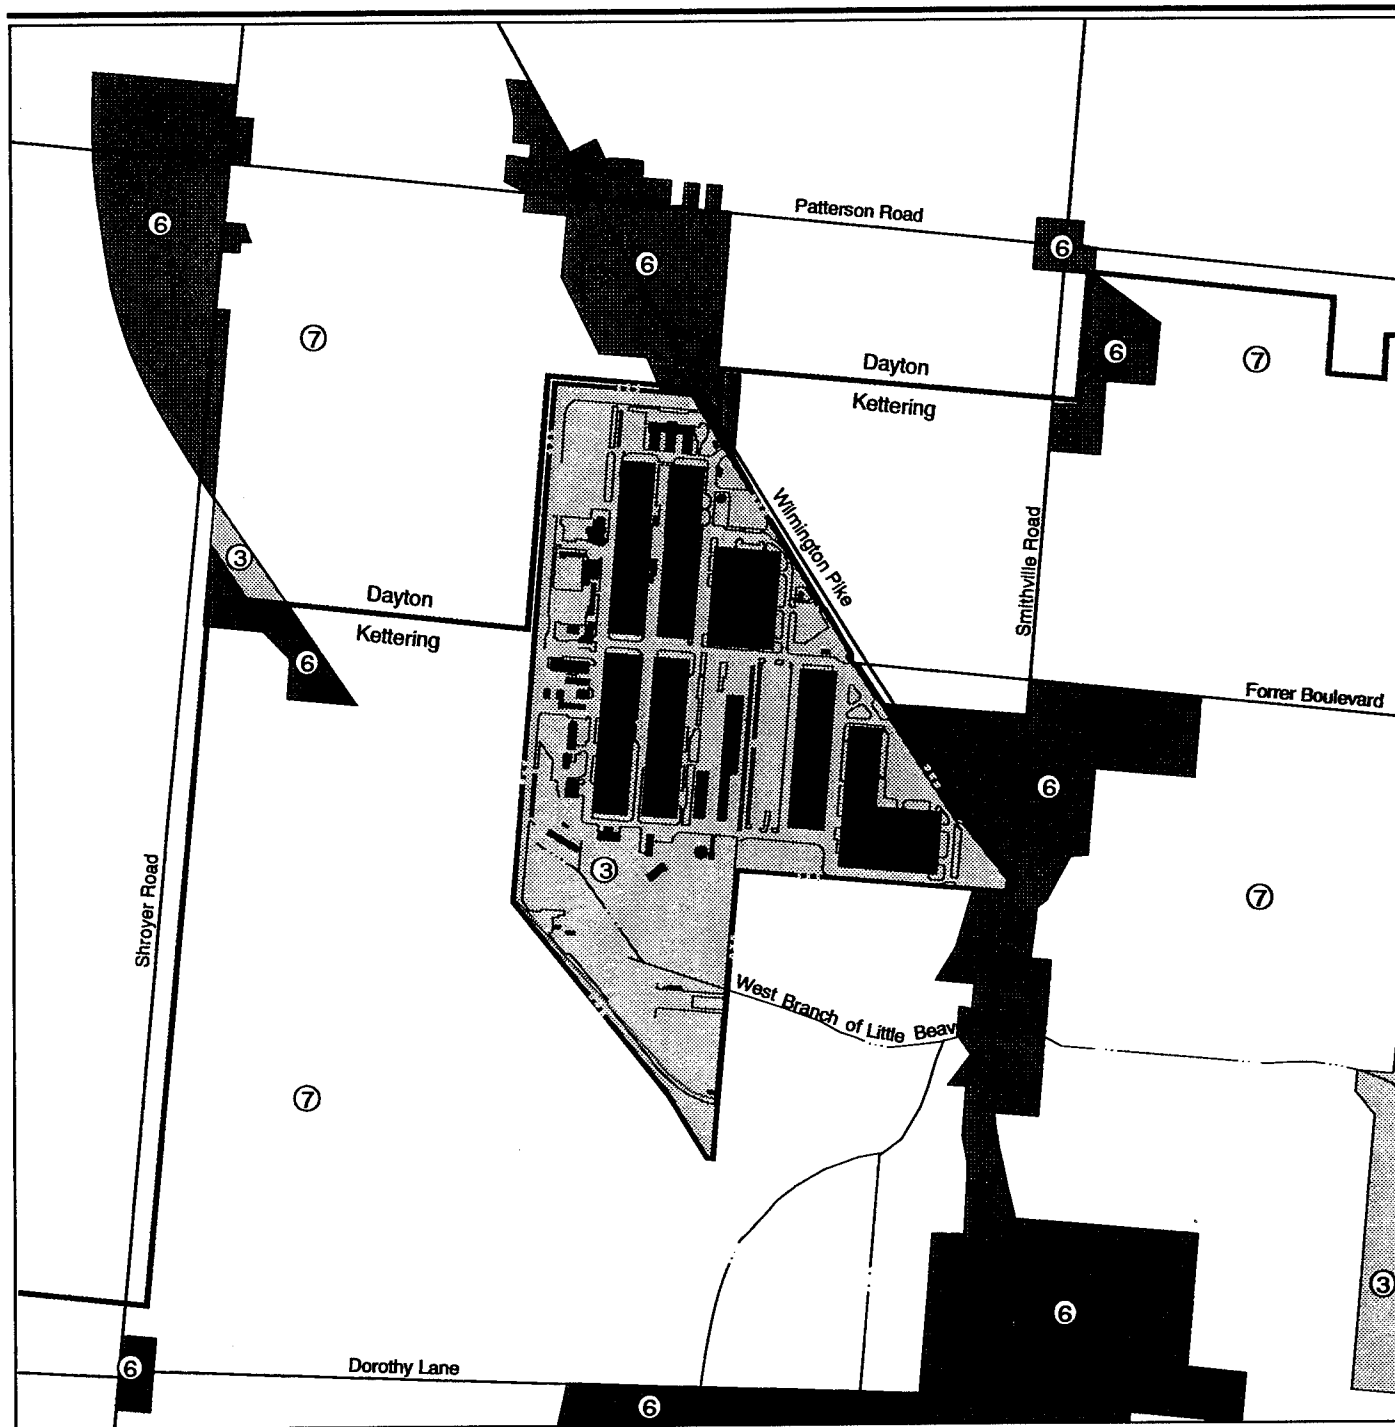 Patterson Road
⑥
⑥
⑥
⑦
Dayton
⑥
⑦
Kettering
Wilmington Pike
Smithville Road
③
Dayton
Kettering
⑥
Forrer Boulevard
⑥
③
⑦
Shroyer Road
West Branch of Little Beav
⑦
③
⑥
⑥
Dorothy Lane
⑥